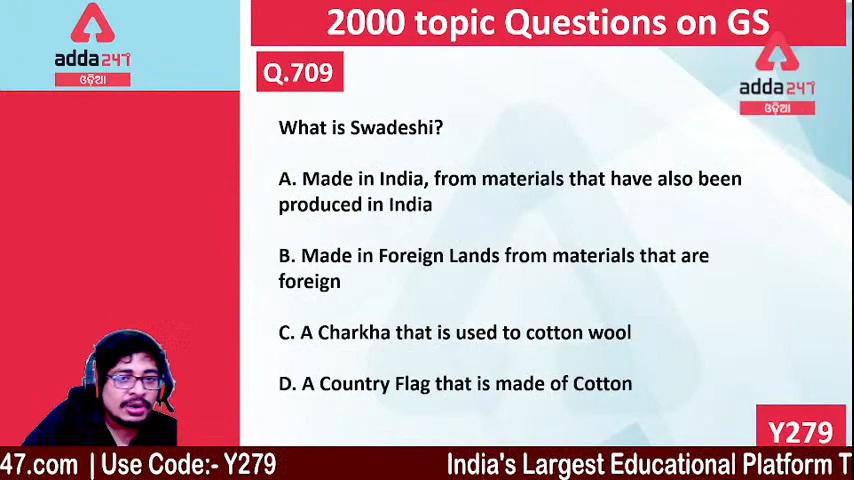 2000 topic Questions on GS
adda247
ଓଡ଼ିଆ
adda247
ଓଡ଼ିଆ
Q.709
What is Swadeshi?
A. Made in India, from materials that have also been
produced in India
B. Made in Foreign Lands from materials that are
foreign
C. A Charkha that is used to cotton wool
D. A Country Flag that is made of Cotton
Y279
47.com | Use Code:- Y279 India's Largest Educational Platform T